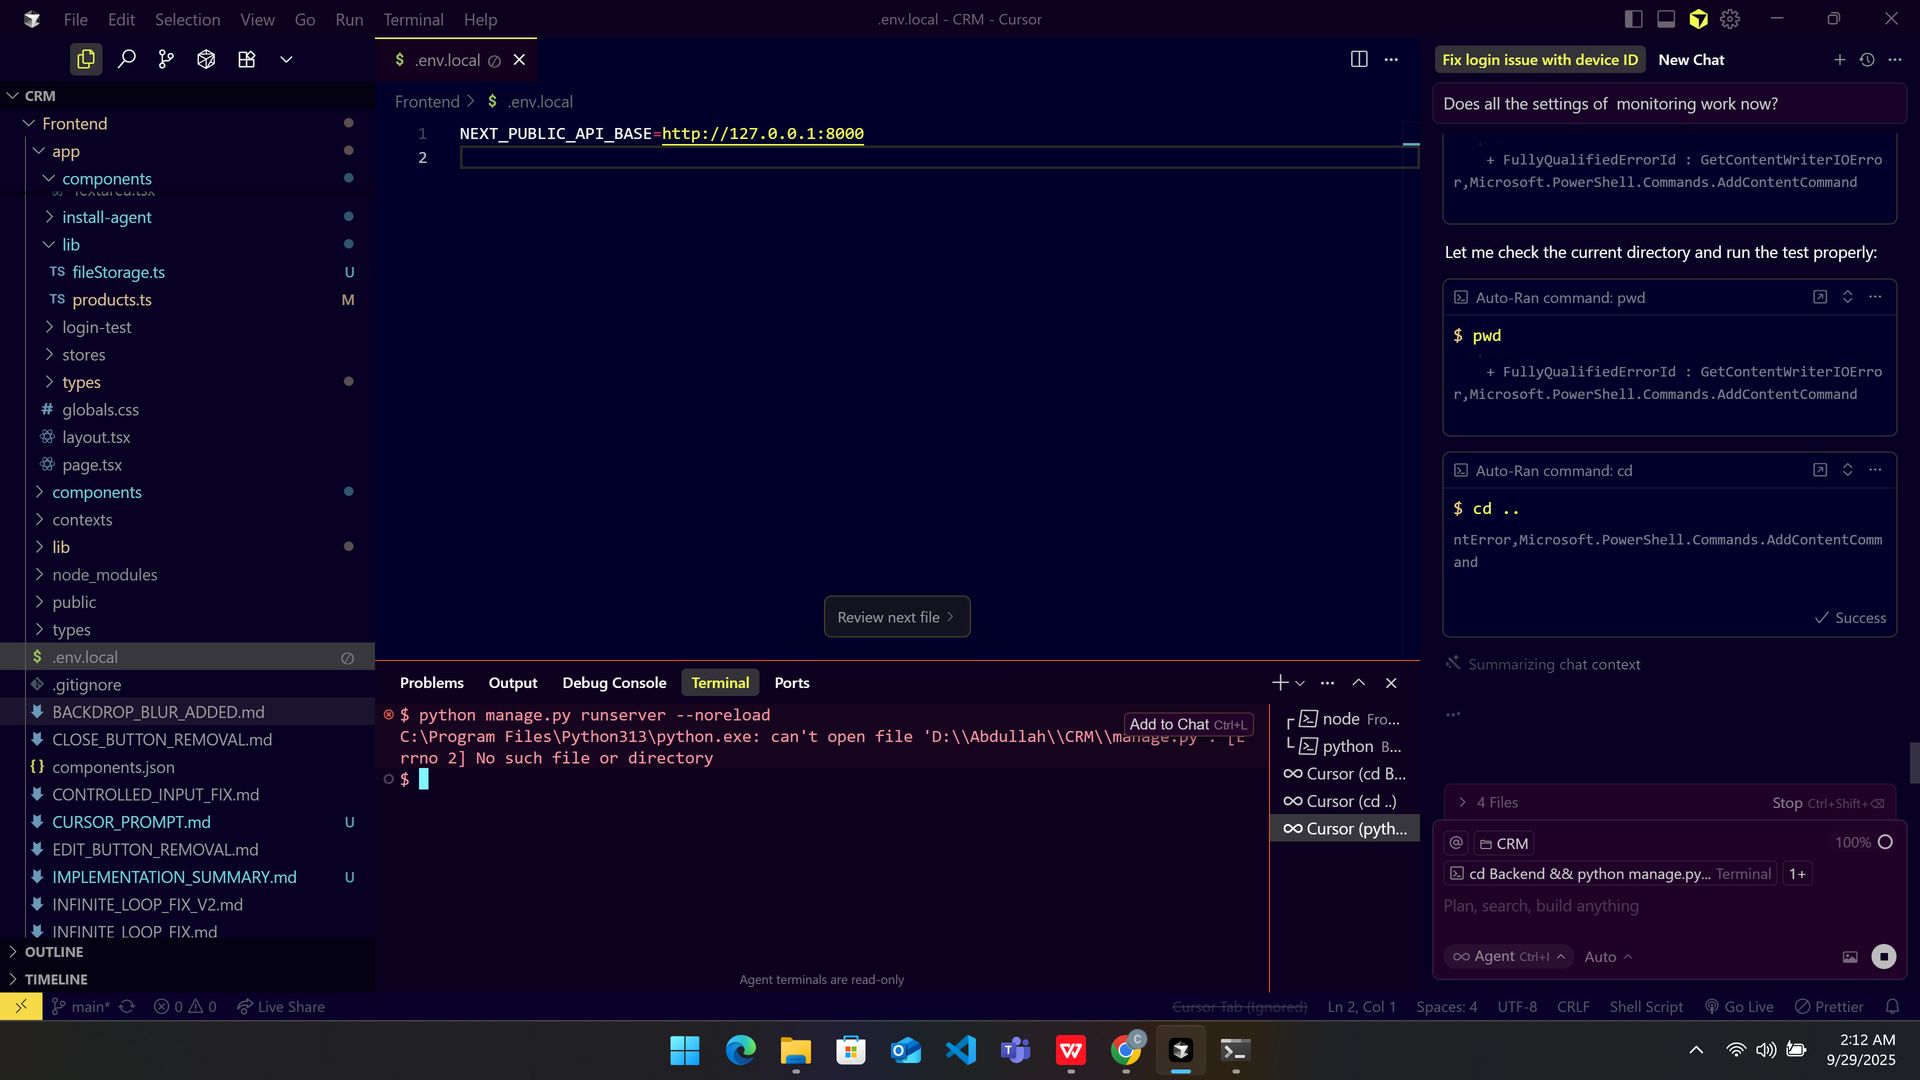 File Edit Selection View Go Run Terminal Help
.env.local - CRM - Cursor
CRM
Frontend
app
components
Textarea.tsx
install-agent
lib
TS fileStorage.ts U
TS products.ts M
login-test
stores
types
# globals.css
layout.tsx
page.tsx
components
contexts
lib
node_modules
public
types
$ .env.local
.gitignore
BACKDROP_BLUR_ADDED.md
CLOSE_BUTTON_REMOVAL.md
{} components.json
CONTROLLED_INPUT_FIX.md
CURSOR_PROMPT.md U
EDIT_BUTTON_REMOVAL.md
IMPLEMENTATION_SUMMARY.md U
INFINITE_LOOP_FIX_V2.md
INFINITE_LOOP_FIX.md
OUTLINE
TIMELINE
$ .env.local
Frontend > $ .env.local
1 NEXT_PUBLIC_API_BASE=http://127.0.0.1:8000
2
Review next file >
Problems Output Debug Console Terminal Ports
$ python manage.py runserver --noreload
Add to Chat Ctrl+L
C:\Program Files\Python313\python.exe: can't open file 'D:\\Abdullah\\CRM\\manage.py': [E
rrno 2] No such file or directory
$
Agent terminals are read-only
node Fro...
python B...
Cursor (cd B...
Cursor (cd ..)
Cursor (pyth...
Fix login issue with device ID New Chat
Does all the settings of monitoring work now?
+ FullyQualifiedErrorId : GetContentWriterIOErro
r,Microsoft.PowerShell.Commands.AddContentCommand
Let me check the current directory and run the test properly:
Auto-Ran command: pwd
$ pwd
+ FullyQualifiedErrorId : GetContentWriterIOErro
r,Microsoft.PowerShell.Commands.AddContentCommand
Auto-Ran command: cd
$ cd ..
ntError,Microsoft.PowerShell.Commands.AddContentComm
and
Success
Summarizing chat context
4 Files Stop Ctrl+Shift+⌫
@ CRM 100%
cd Backend && python manage.py... Terminal 1+
Plan, search, build anything
Agent Ctrl+I Auto
main* 0 0 Live Share
Cursor Tab (Ignored) Ln 2, Col 1 Spaces: 4 UTF-8 CRLF Shell Script Go Live Prettier
2:12 AM
9/29/2025